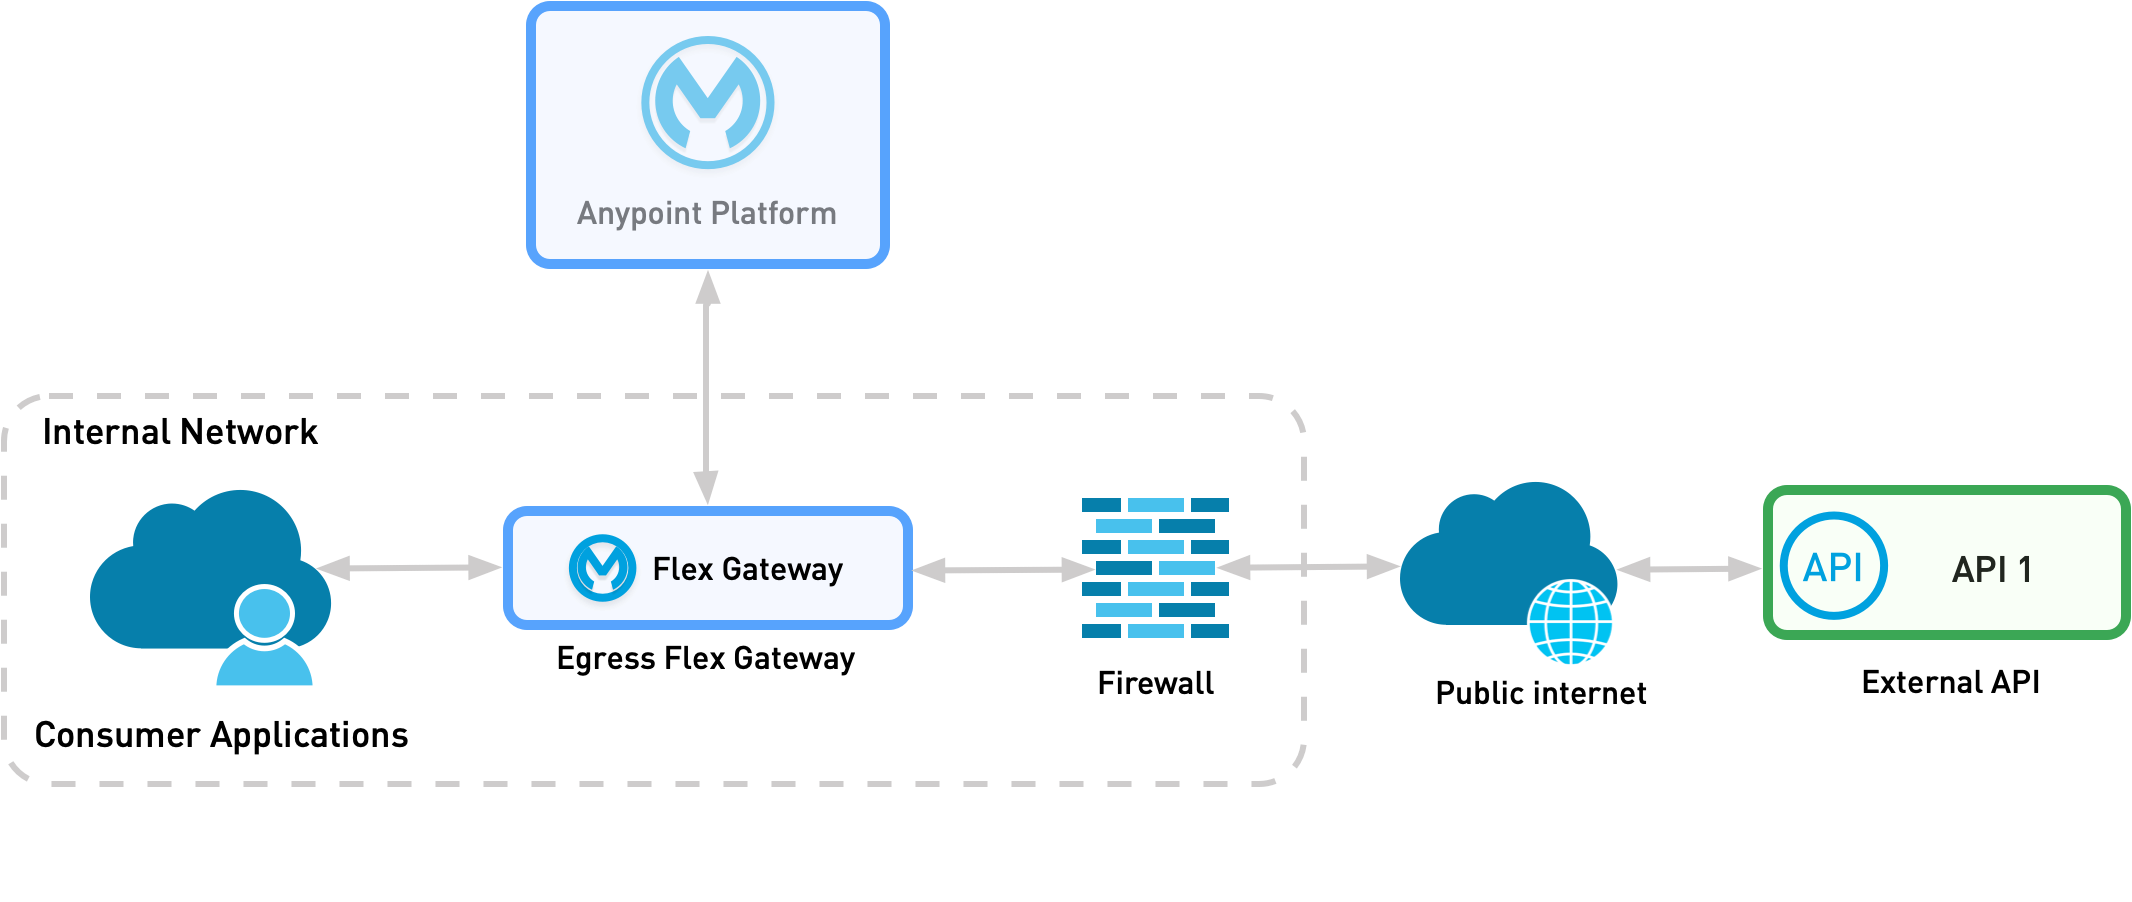 Anypoint Platform
Internal Network
Flex Gateway
API
API 1
Egress Flex Gateway
Firewall
Public internet
External API
Consumer Applications